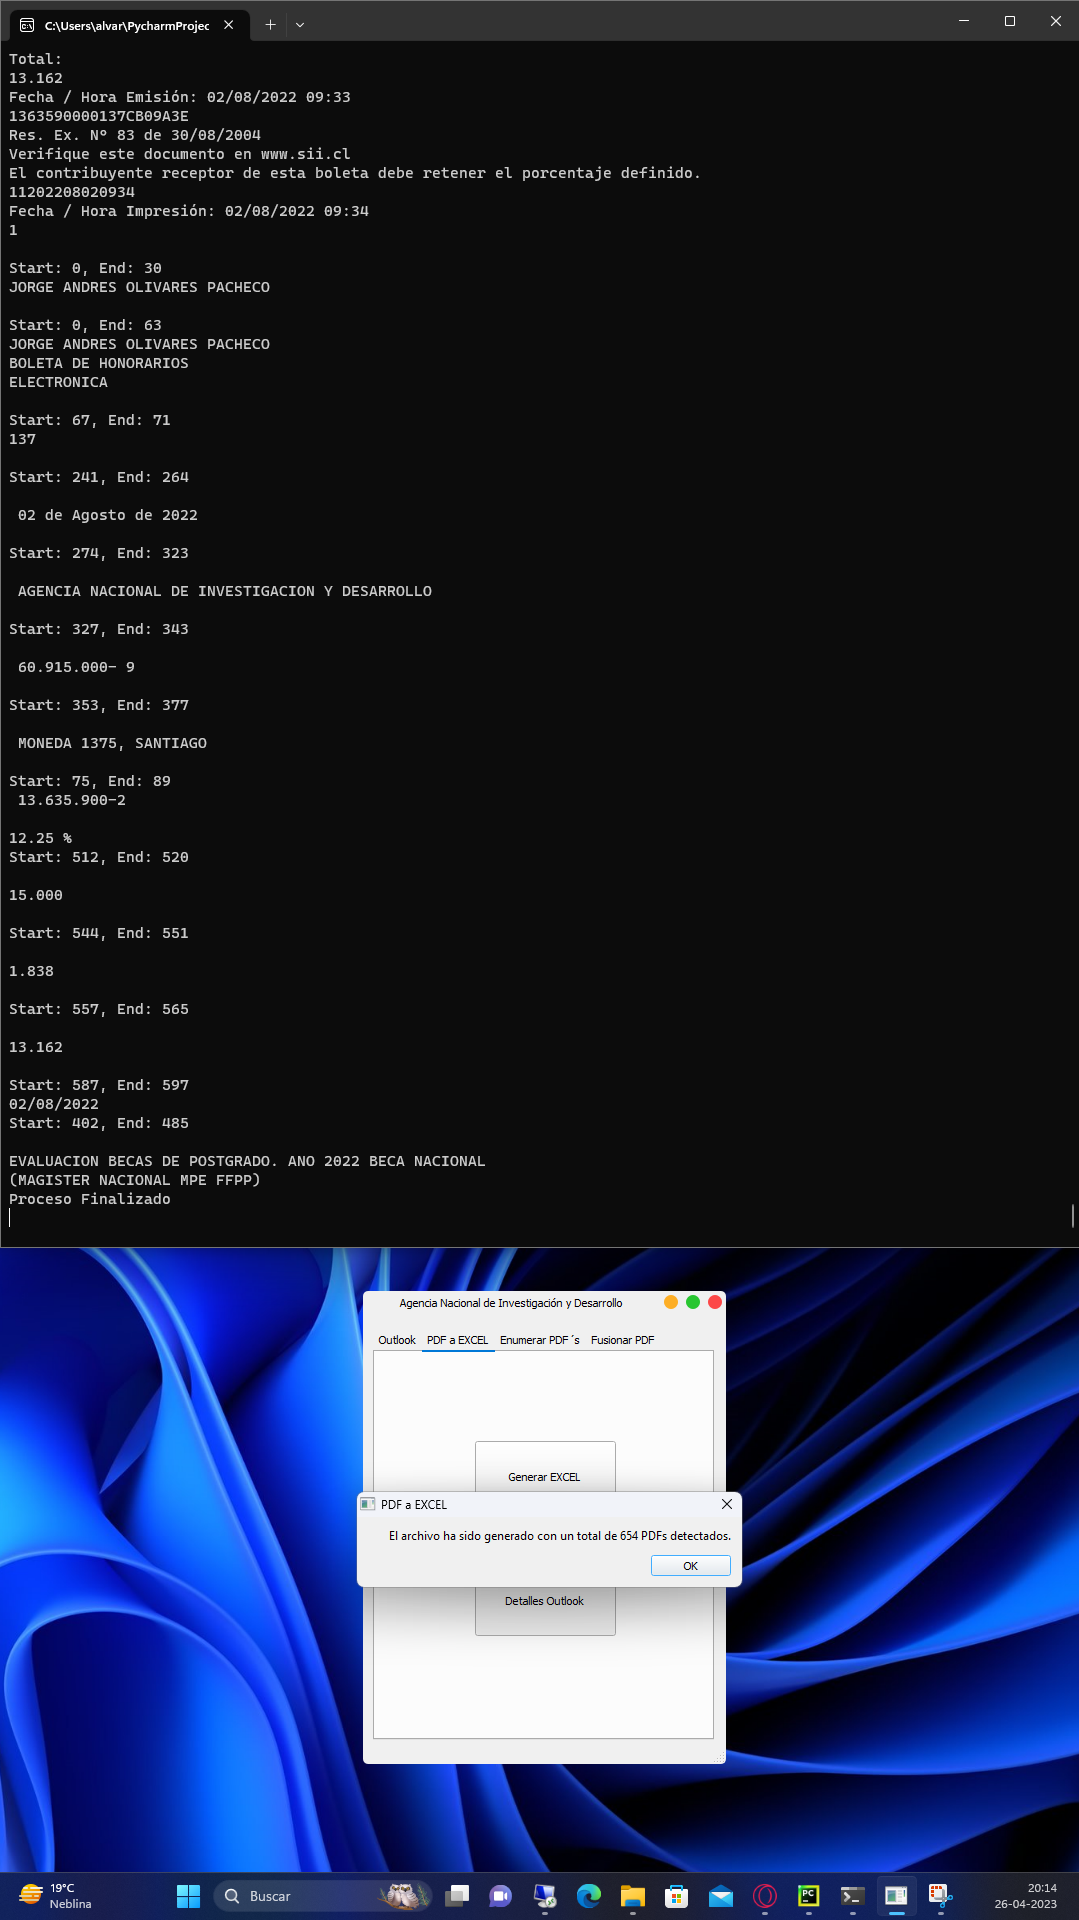 C:\Users\alvar\PycharmProjec
Total:
13.162
Fecha / Hora Emisión: 02/08/2022 09:33
1363590000137CB09A3E
Res. Ex. N° 83 de 30/08/2004
Verifique este documento en www.sii.cl
El contribuyente receptor de esta boleta debe retener el porcentaje definido.
11202208020934
Fecha / Hora Impresión: 02/08/2022 09:34
1
Start: 0, End: 30
JORGE ANDRES OLIVARES PACHECO
Start: 0, End: 63
JORGE ANDRES OLIVARES PACHECO
BOLETA DE HONORARIOS
ELECTRONICA
Start: 67, End: 71
137
Start: 241, End: 264
02 de Agosto de 2022
Start: 274, End: 323
AGENCIA NACIONAL DE INVESTIGACION Y DESARROLLO
Start: 327, End: 343
60.915.000- 9
Start: 353, End: 377
MONEDA 1375, SANTIAGO
Start: 75, End: 89
13.635.900-2
12.25 %
Start: 512, End: 520
15.000
Start: 544, End: 551
1.838
Start: 557, End: 565
13.162
Start: 587, End: 597
02/08/2022
Start: 402, End: 485
EVALUACION BECAS DE POSTGRADO. ANO 2022 BECA NACIONAL
(MAGISTER NACIONAL MPE FFPP)
Proceso Finalizado
Agencia Nacional de Investigación y Desarrollo
Outlook PDF a EXCEL Enumerar PDF´s Fusionar PDF
Generar EXCEL
PDF a EXCEL
El archivo ha sido generado con un total de 654 PDFs detectados.
OK
Detalles Outlook
19°C
Neblina
Buscar
PC
20:14
26-04-2023